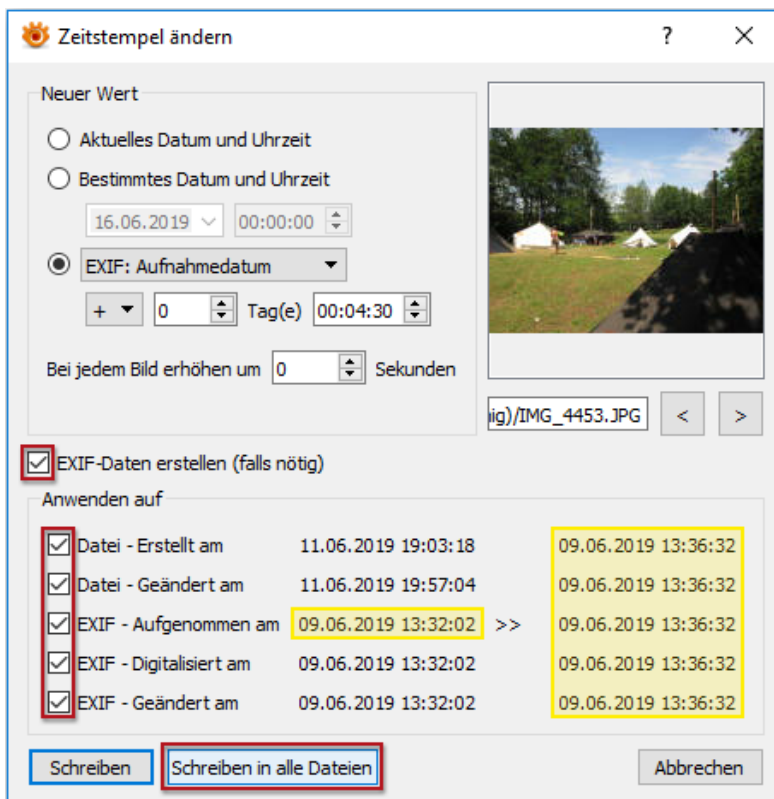 Zeitstempel ändern ?
Neuer Wert
Aktuelles Datum und Uhrzeit
Bestimmtes Datum und Uhrzeit
16.06.2019 00:00:00
EXIF: Aufnahmedatum
+ 0 Tag(e) 00:04:30
Bei jedem Bild erhöhen um 0 Sekunden
ig)/IMG_4453.JPG < >
EXIF-Daten erstellen (falls nötig)
Anwenden auf
Datei - Erstellt am 11.06.2019 19:03:18 09.06.2019 13:36:32
Datei - Geändert am 11.06.2019 19:57:04 09.06.2019 13:36:32
EXIF - Aufgenommen am 09.06.2019 13:32:02 >> 09.06.2019 13:36:32
EXIF - Digitalisiert am 09.06.2019 13:32:02 09.06.2019 13:36:32
EXIF - Geändert am 09.06.2019 13:32:02 09.06.2019 13:36:32
Schreiben Schreiben in alle Dateien Abbrechen